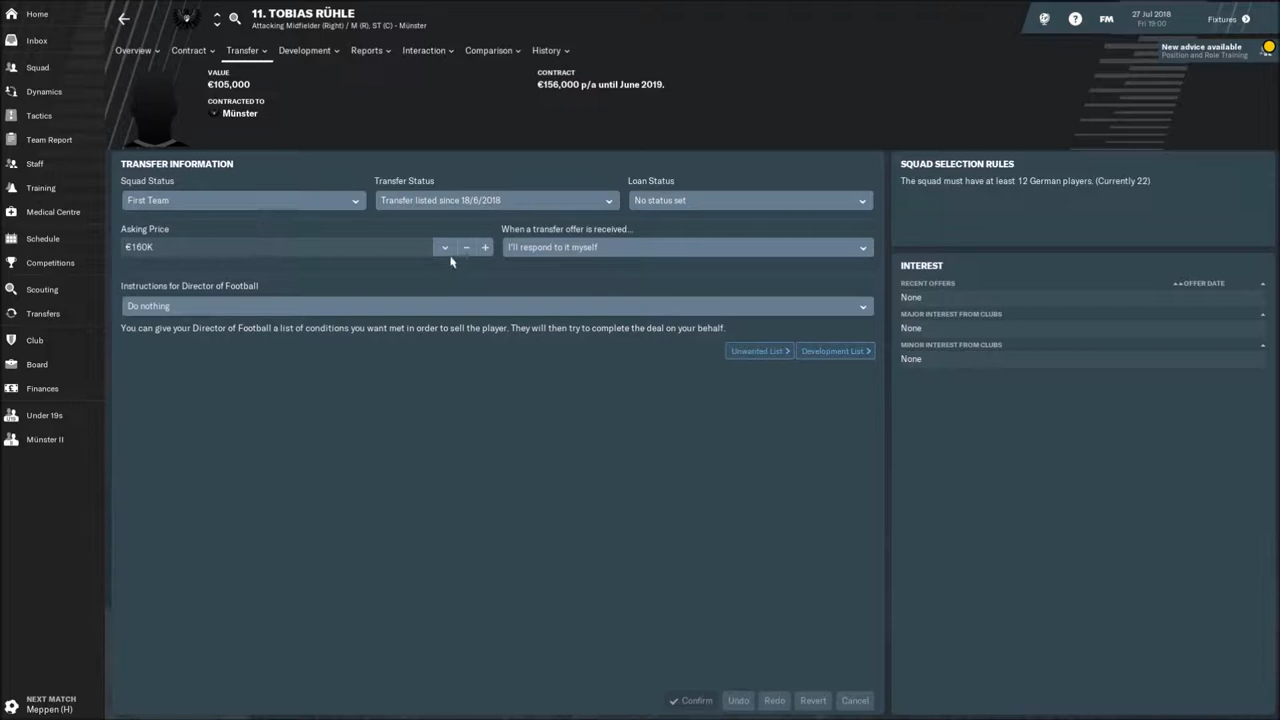 Home
Inbox
Squad
Dynamics
Tactics
Team Report
Staff
Training
Medical Centre
Schedule
Competitions
Scouting
Transfers
Club
Board
Finances
Under 19s
Münster II
NEXT MATCH
Meppen (H)
11. TOBIAS RÜHLE
Attacking Midfielder (Right) / M (R), ST (C) - Münster
FM
27 Jul 2018
Fri 19:00
Fixtures
Overview
Contract
Transfer
Development
Reports
Interaction
Comparison
History
New advice available
Position and Role Training
VALUE
€105,000
CONTRACTED TO
Münster
CONTRACT
€156,000 p/a until June 2019.
TRANSFER INFORMATION
Squad Status
Transfer Status
Loan Status
First Team
Transfer listed since 18/6/2018
No status set
Asking Price
When a transfer offer is received...
€160K
I'll respond to it myself
Instructions for Director of Football
Do nothing
You can give your Director of Football a list of conditions you want met in order to sell the player. They will then try to complete the deal on your behalf.
Unwanted List >
Development List >
SQUAD SELECTION RULES
The squad must have at least 12 German players. (Currently 22)
INTEREST
RECENT OFFERS
OFFER DATE
None
MAJOR INTEREST FROM CLUBS
None
MINOR INTEREST FROM CLUBS
None
Confirm
Undo
Redo
Revert
Cancel